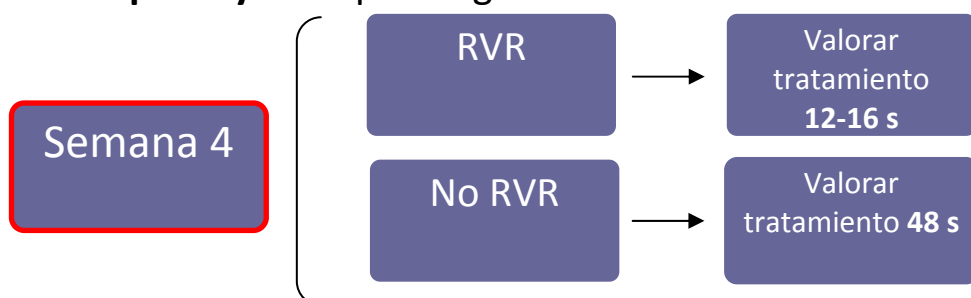 Semana 4
RVR
Valorar
tratamiento
12-16 s
No RVR
Valorar
tratamiento 48 s